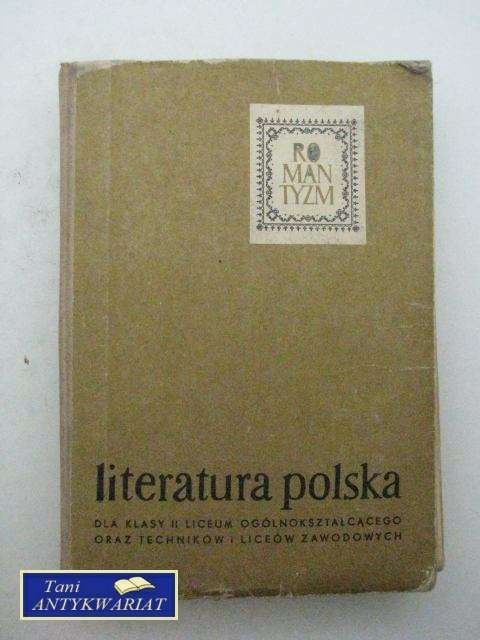 RO
MAN
TYZM
literatura polska
DLA KLASY II LICEUM OGÓLNOKSZTAŁCĄCEGO
ORAZ TECHNIKÓW i LICEÓW ZAWODOWYCH
Tani
ANTYKWARIAT